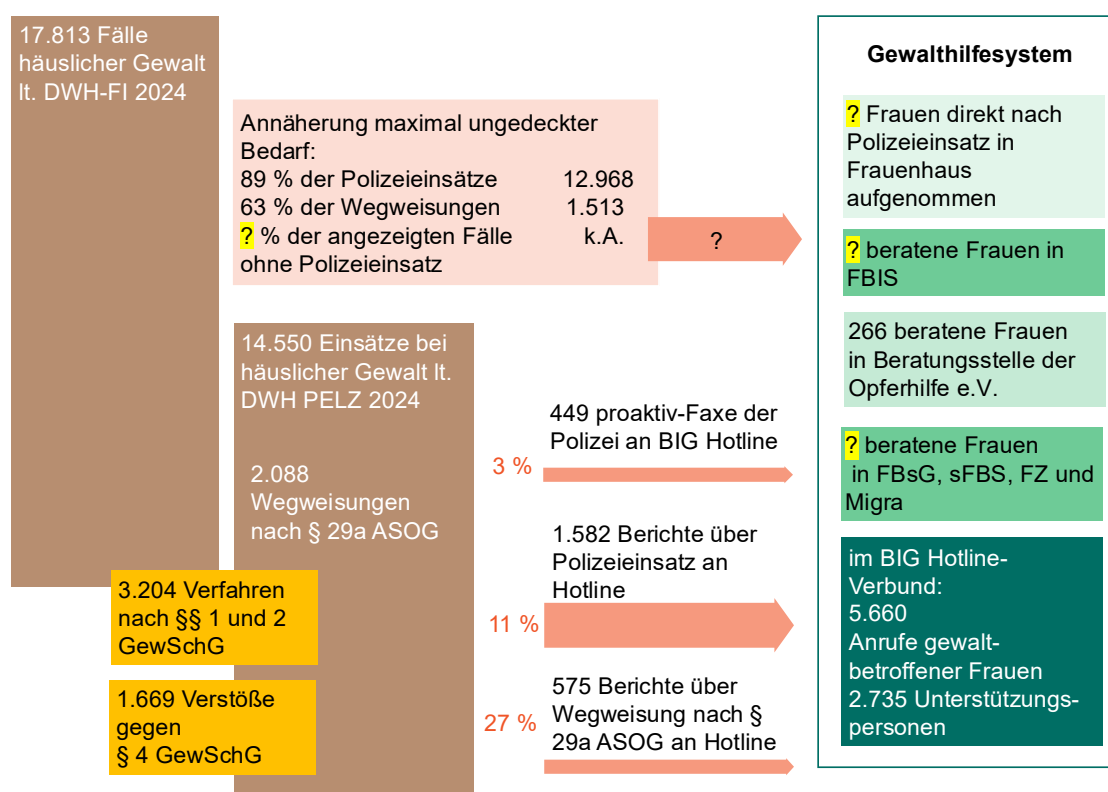 17.813 Fälle
häuslicher Gewalt
lt. DWH-FI 2024
Annäherung maximal ungedeckter
Bedarf:
89 % der Polizeieinsätze 12.968
63 % der Wegweisungen 1.513
? % der angezeigten Fälle k.A.
ohne Polizeieinsatz
?
14.550 Einsätze bei
häuslicher Gewalt lt.
DWH PELZ 2024
2.088
Wegweisungen
nach § 29a ASOG
3.204 Verfahren
nach §§ 1 und 2
GewSchG
1.669 Verstöße
gegen
§ 4 GewSchG
3 %
449 proaktiv-Faxe der
Polizei an BIG Hotline
11 %
1.582 Berichte über
Polizeieinsatz an
Hotline
27 %
575 Berichte über
Wegweisung nach §
29a ASOG an Hotline
Gewalthilfesystem
? Frauen direkt nach
Polizeieinsatz in
Frauenhaus
aufgenommen
? beratene Frauen in
FBIS
266 beratene Frauen
in Beratungsstelle der
Opferhilfe e.V.
? beratene Frauen
in FBsG, sFBS, FZ und
Migra
im BIG Hotline-
Verbund:
5.660
Anrufe gewalt-
betroffener Frauen
2.735 Unterstützungs-
personen